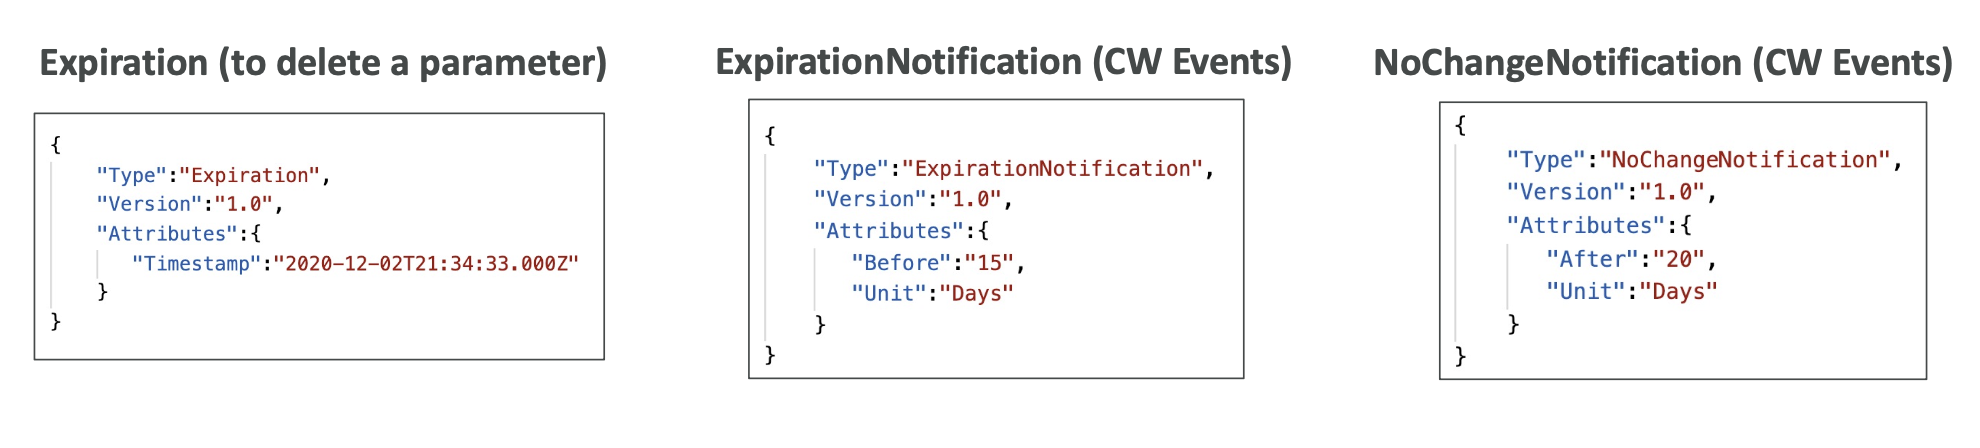 Expiration (to delete a parameter)
{
"Type":"Expiration",
"Version":"1.0",
"Attributes":{
"Timestamp":"2020-12-02T21:34:33.000Z"
}
}
ExpirationNotification (CW Events)
{
"Type":"ExpirationNotification",
"Version":"1.0",
"Attributes":{
"Before":"15",
"Unit":"Days"
}
}
NoChangeNotification (CW Events)
{
"Type":"NoChangeNotification",
"Version":"1.0",
"Attributes":{
"After":"20",
"Unit":"Days"
}
}